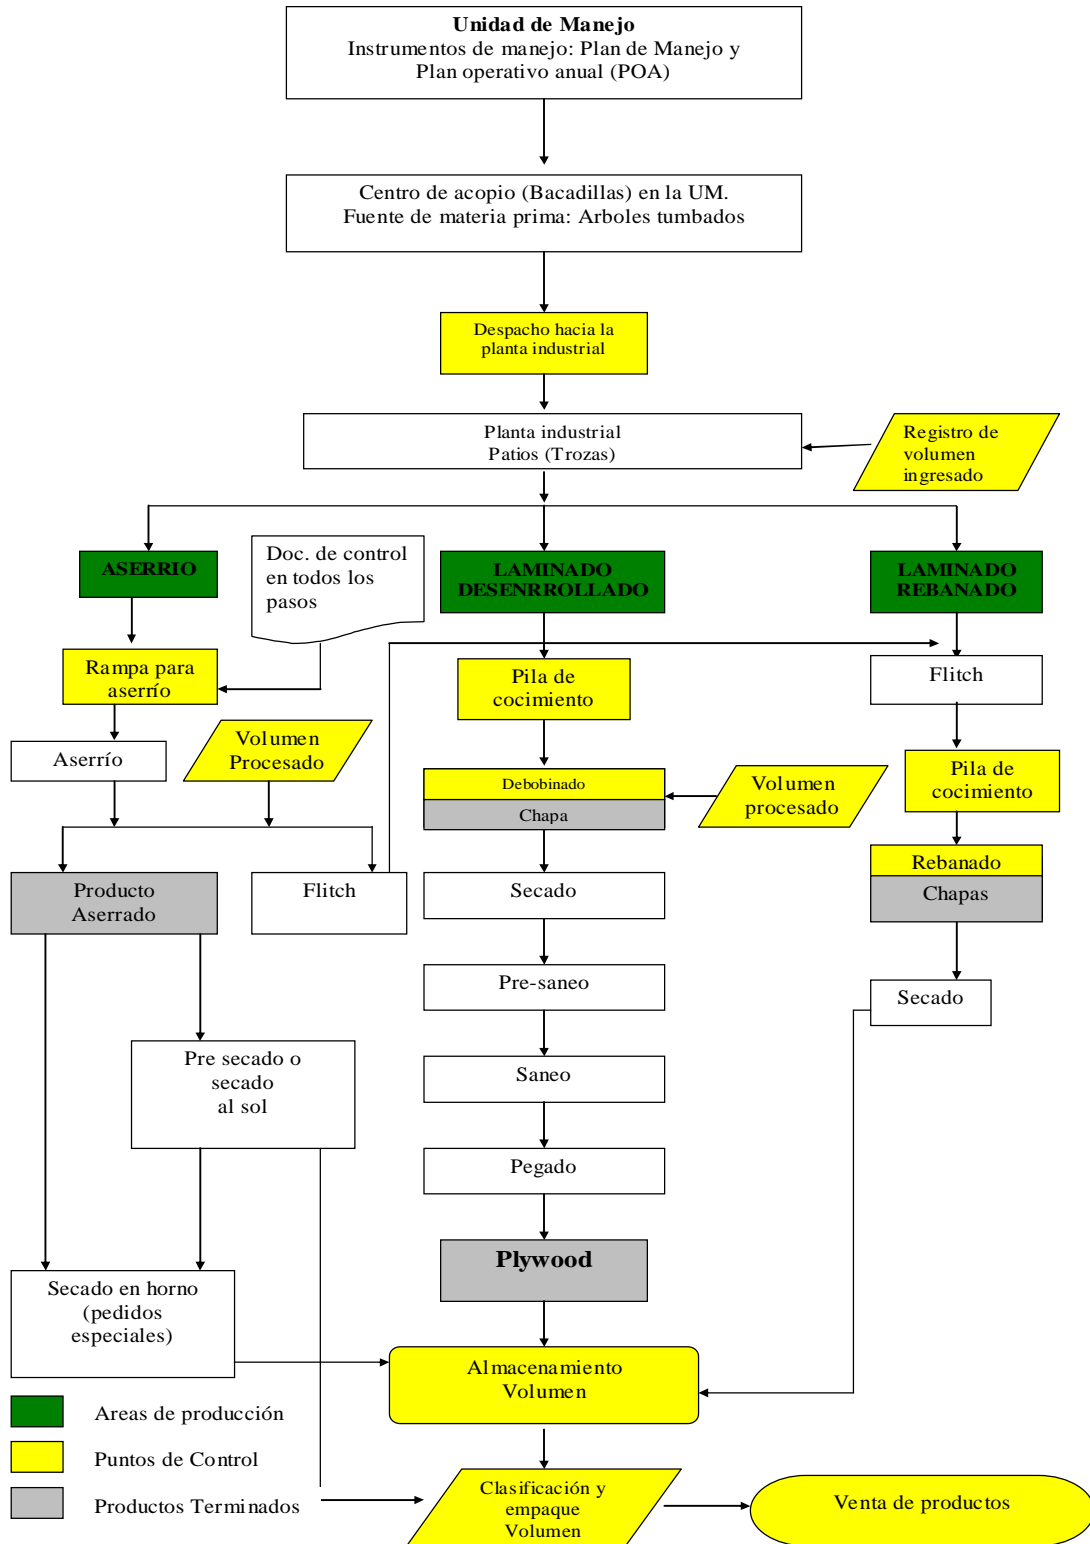 Unidad de Manejo
Instrumentos de manejo: Plan de Manejo y
Plan operativo anual (POA)
Centro de acopio (Bacadillas) en la UM.
Fuente de materia prima: Arboles tumbados
Despacho hacia la
planta industrial
Planta industrial
Patios (Trozas)
Registro de
volumen
ingresado
ASERRIO
Doc. de control
en todos los
pasos
LAMINADO
DESENRROLLADO
LAMINADO
REBANADO
Rampa para
aserrío
Pila de
cocimiento
Flitch
Aserrío
Volumen
Procesado
Debobinado
Chapa
Volumen
procesado
Pila de
cocimiento
Rebanado
Chapas
Producto
Aserrado
Flitch
Secado
Pre-saneo
Secado
Pre secado o
secado
al sol
Saneo
Pegado
Plywood
Secado en horno
(pedidos
especiales)
Almacenamiento
Volumen
Areas de producción
Puntos de Control
Productos Terminados
Clasificación y
empaque
Volumen
Venta de productos